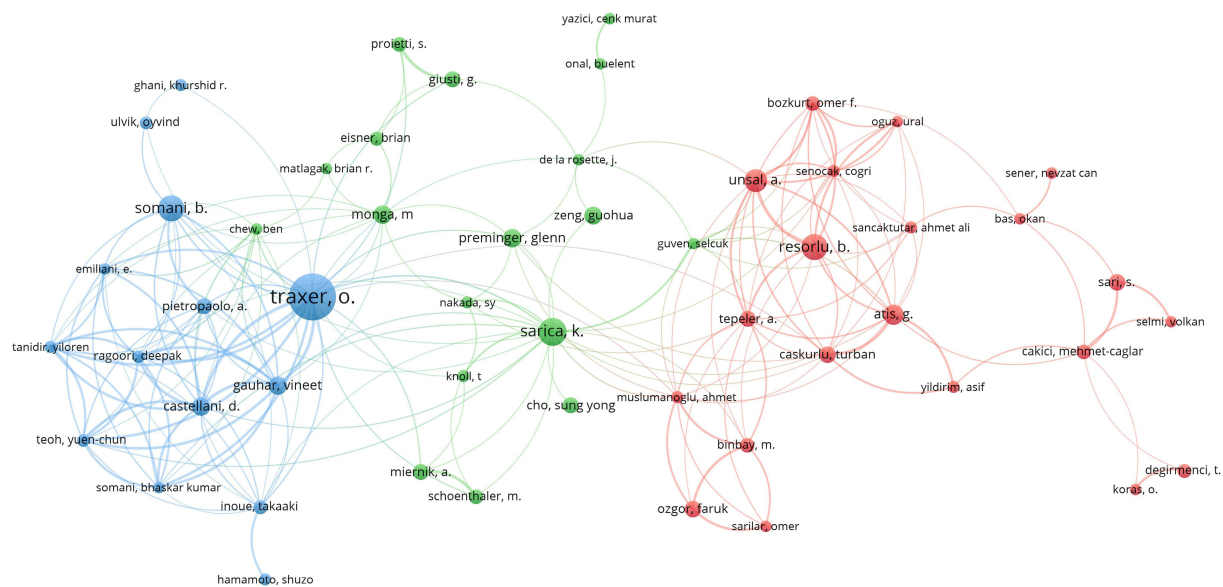 yazici, cenk murat
proietti, s.
onal, buelent
giusti, g.
ghani, khurshid r.
bozkurt, omer f.
ulvik, oyvind
oguz, ural
eisner, brian
de la rosette, j.
matlagak, brian r.
senocak, cogri
sener, nevzat can
unsal, a.
somani, b.
monga, m
zeng, guohua
bas, okan
chew, ben
sancaktutar, ahmet ali
preminger, glenn
guven, selcuk
resorlu, b.
emiliani, e.
sari, s.
traxer, o.
pietropaolo, a.
nakada, sy
tepeler, a.
atis, g.
selmi, volkan
sarica, k.
tanidir, yiloren
ragoori, deepak
caskurlu, turban
cakici, mehmet-caglar
knoll, t
gauhar, vineet
yildirim, asif
muslumanoglu, ahmet
castellani, d.
cho, sung yong
teoh, yuen-chun
binbay, m.
miernik, a.
degirmenci, t.
somani, bhaskar kumar
schoenthaler, m.
koras, o.
inoue, takaaki
ozgor, faruk
sarilar, omer
hamamoto, shuzo